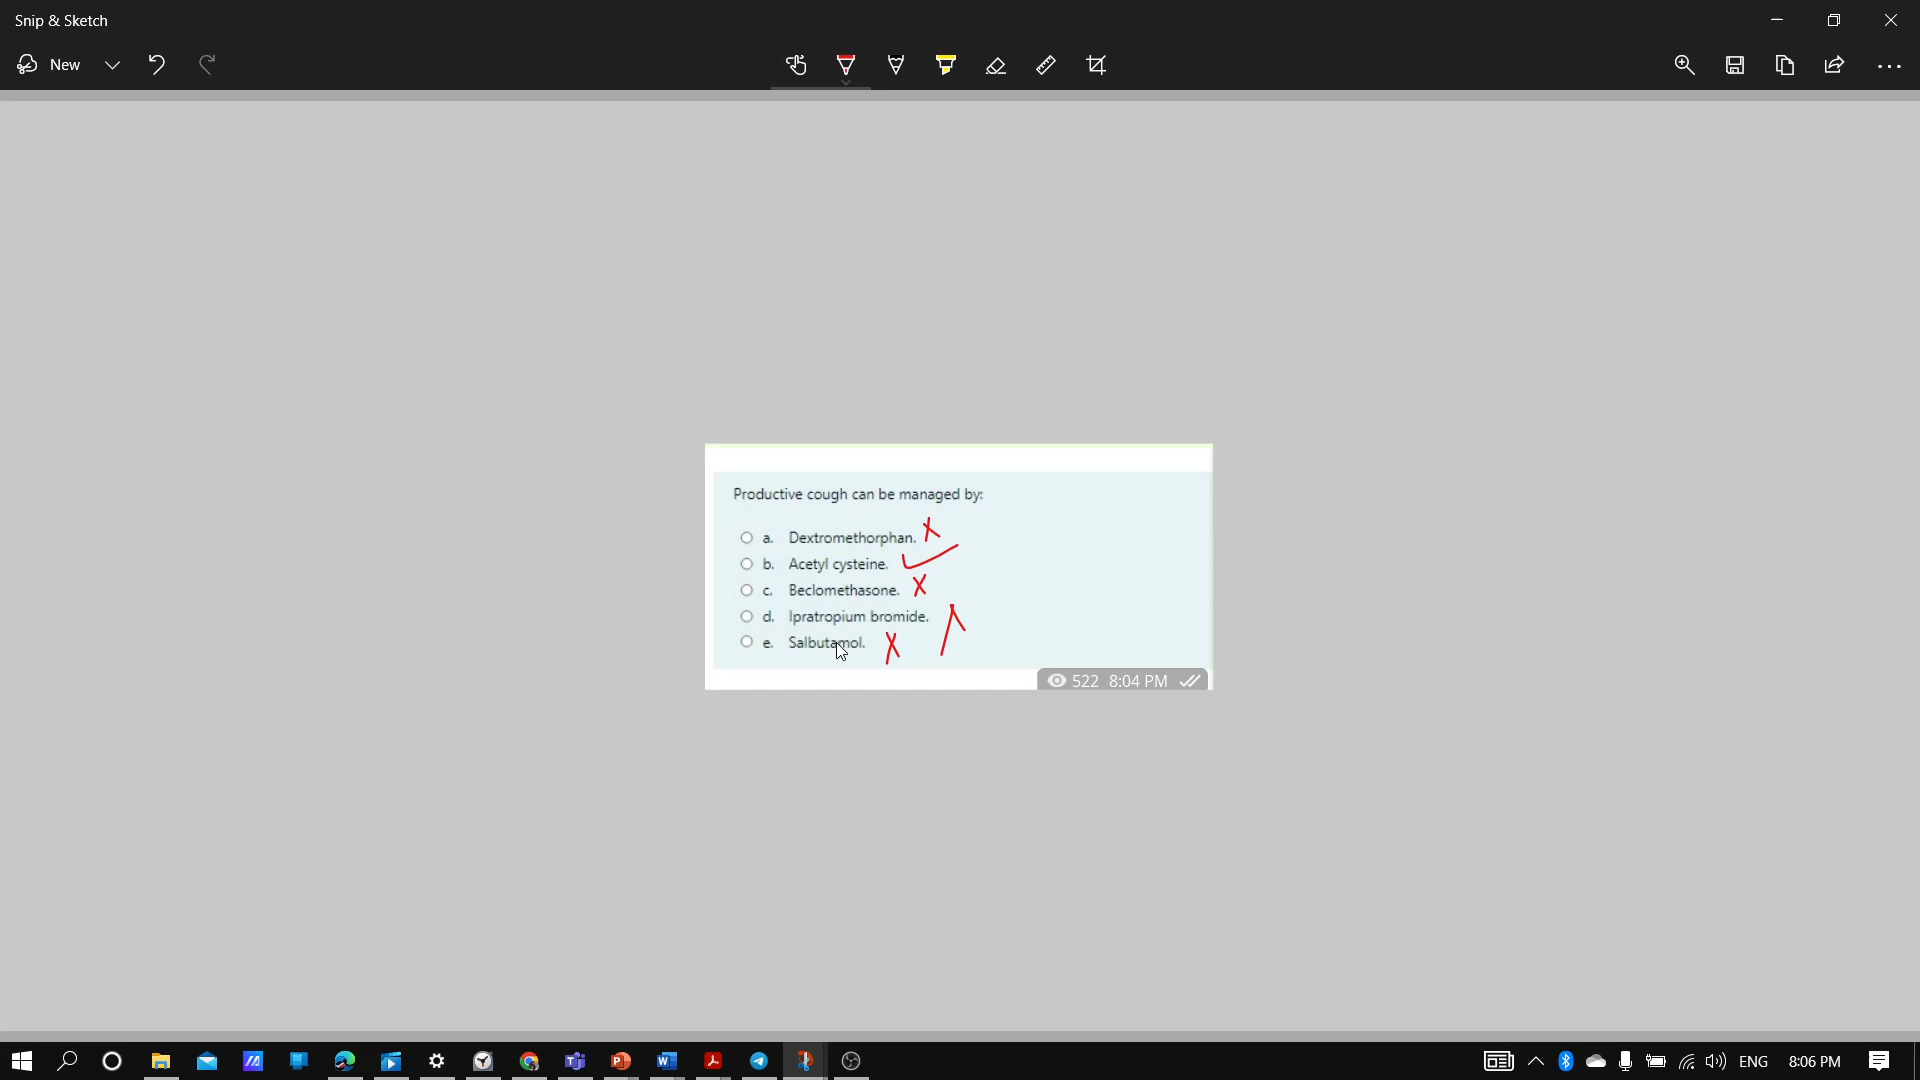 Snip & Sketch
New
Productive cough can be managed by:
a. Dextromethorphan. X
b. Acetyl cysteine. ✓
c. Beclomethasone. X
d. Ipratropium bromide.
e. Salbutamol. X
522 8:04 PM
ENG 8:06 PM